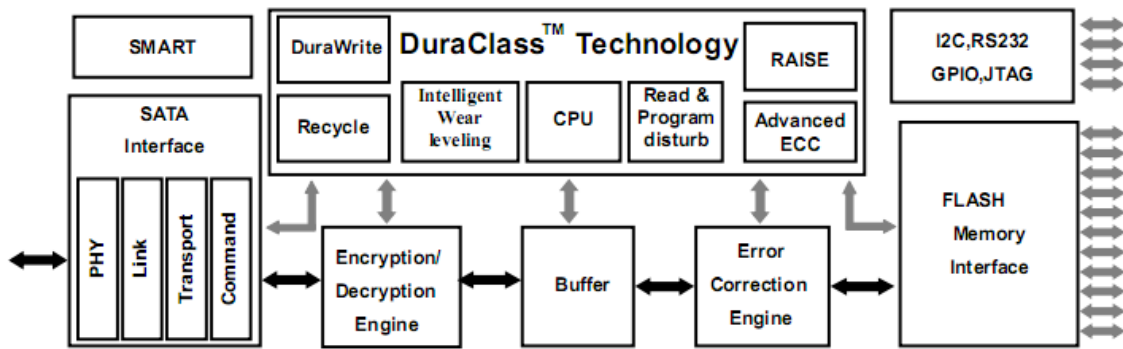 SMART
DuraWrite
DuraClass™ Technology
RAISE
I2C,RS232
GPIO,JTAG
SATA
Interface
Recycle
Intelligent
Wear
leveling
CPU
Read &
Program
disturb
Advanced
ECC
PHY
Link
Transport
Command
Encryption/
Decryption
Engine
Buffer
Error
Correction
Engine
FLASH
Memory
Interface